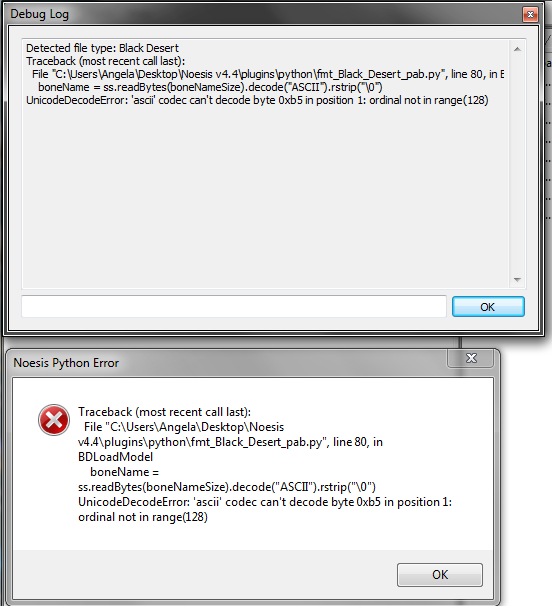 Debug Log
Detected file type: Black Desert
Traceback (most recent call last):
File "C:\Users\Angela\Desktop\Noesis v4.4\plugins\python\fmt_Black_Desert_pab.py", line 80, in
boneName = ss.readBytes(boneNameSize).decode("ASCII").rstrip("\0")
UnicodeDecodeError: 'ascii' codec can't decode byte 0xb5 in position 1: ordinal not in range(128)
OK
Noesis Python Error
Traceback (most recent call last):
File "C:\Users\Angela\Desktop\Noesis
v4.4\plugins\python\fmt_Black_Desert_pab.py", line 80, in
BDLoadModel
boneName =
ss.readBytes(boneNameSize).decode("ASCII").rstrip("\0")
UnicodeDecodeError: 'ascii' codec can't decode byte 0xb5 in position 1:
ordinal not in range(128)
OK